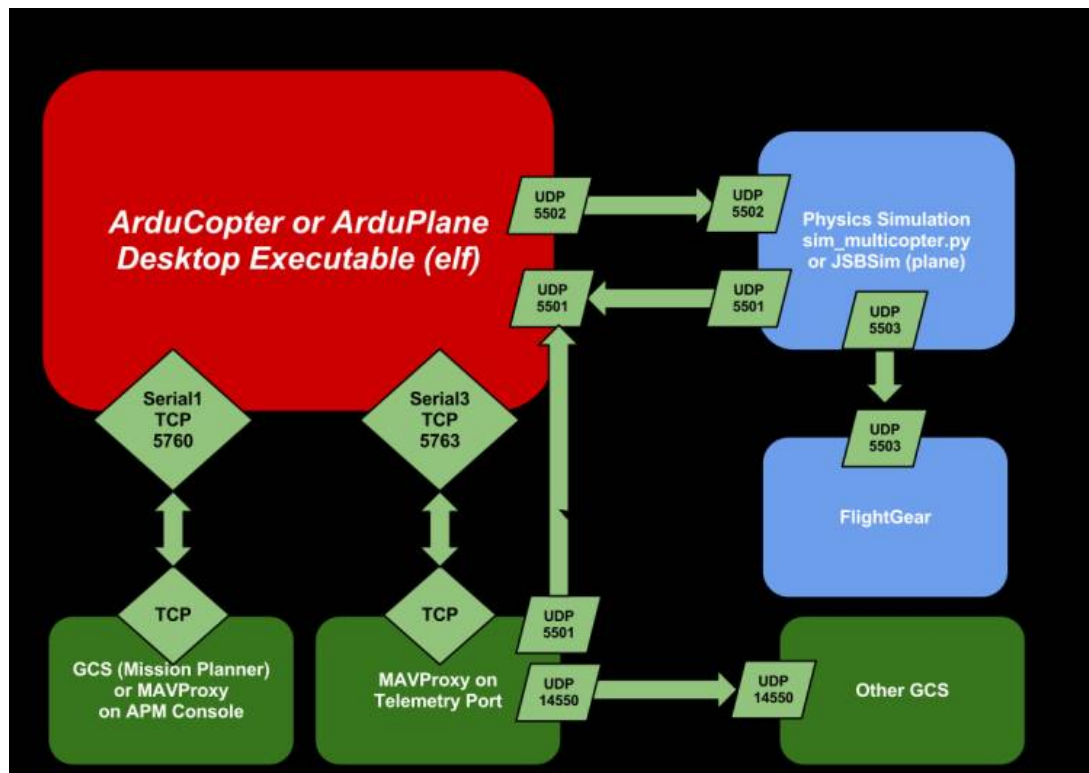 ArduCopter or ArduPlane
Desktop Executable (elf)
UDP
5502
UDP
5502
Physics Simulation
sim_multicopter.py
or JSBSim (plane)
UDP
5501
UDP
5501
UDP
5503
Serial1
TCP
5760
Serial3
TCP
5763
UDP
5503
FlightGear
TCP
TCP
UDP
5501
GCS (Mission Planner)
or MAVProxy
on APM Console
MAVProxy on
Telemetry Port
UDP
14550
UDP
14550
Other GCS